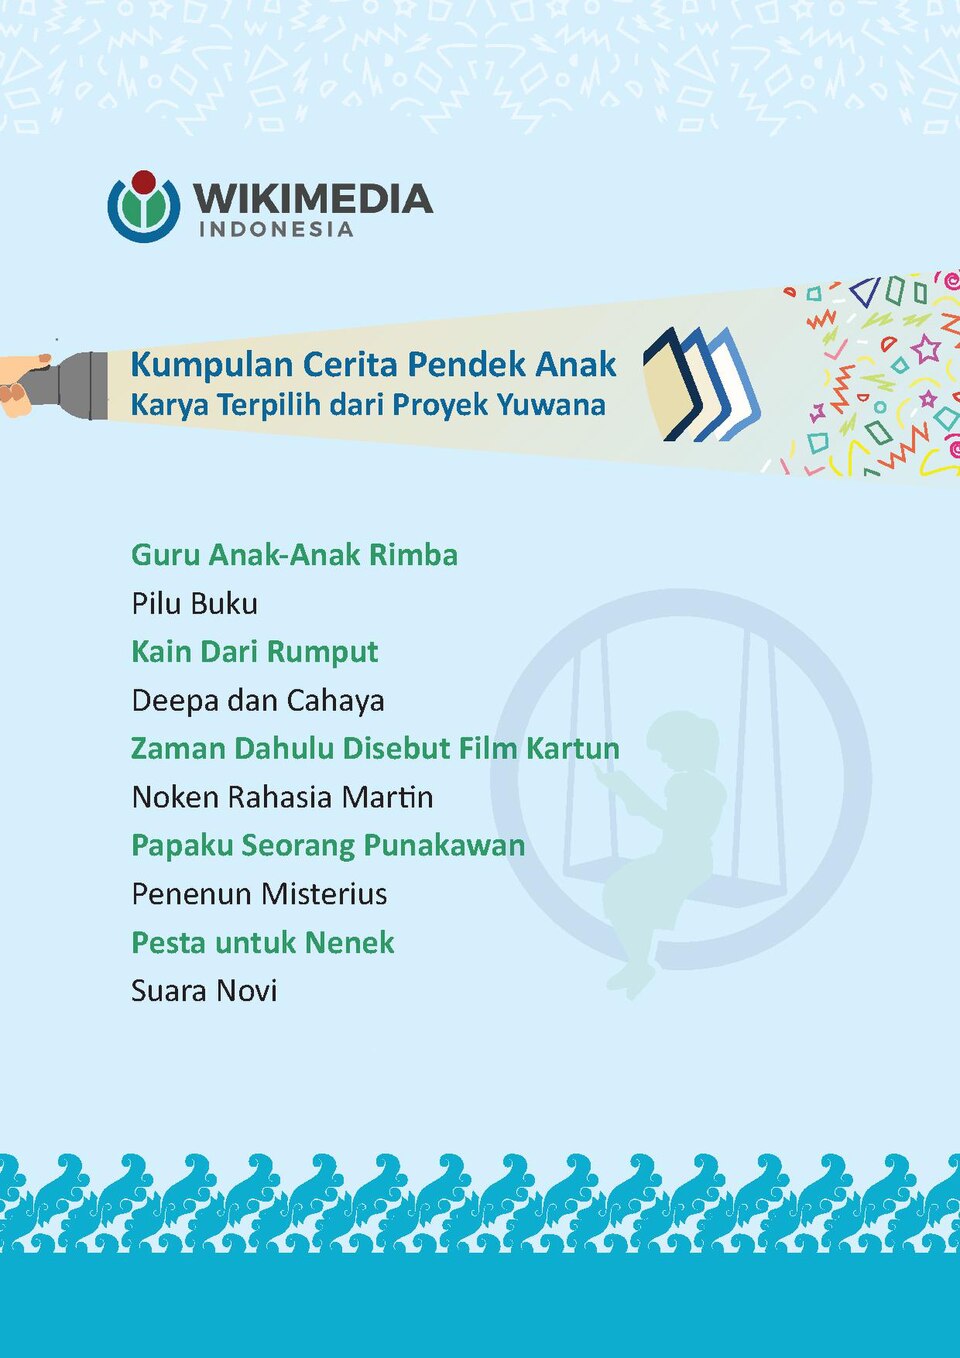 WIKIMEDIA
INDONESIA
Kumpulan Cerita Pendek Anak
Karya Terpilih dari Proyek Yuwana
Guru Anak-Anak Rimba
Pilu Buku
Kain Dari Rumput
Deepa dan Cahaya
Zaman Dahulu Disebut Film Kartun
Noken Rahasia Martin
Papaku Seorang Punakawan
Penenun Misterius
Pesta untuk Nenek
Suara Novi